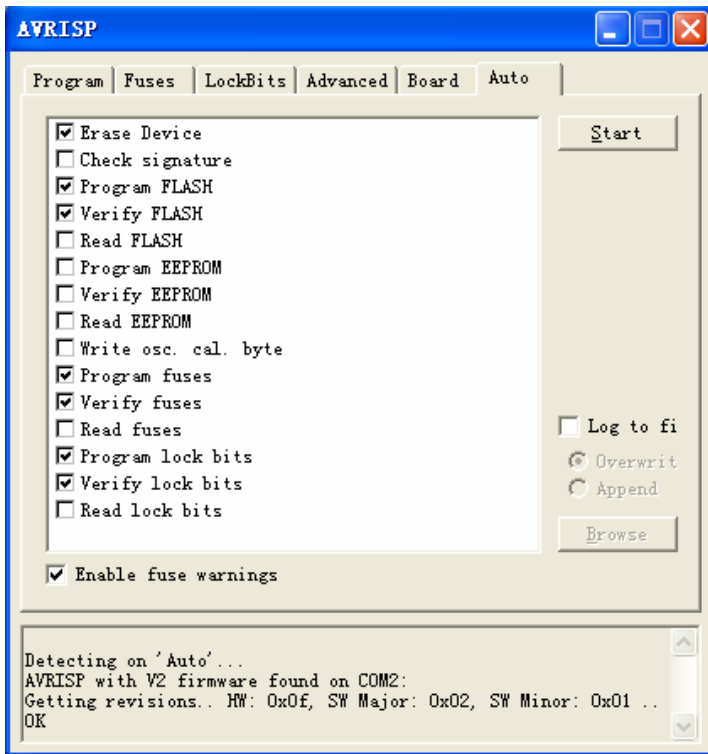 AVRISP
Program Fuses LockBits Advanced Board Auto
Erase Device
Check signature
Program FLASH
Verify FLASH
Read FLASH
Program EEPROM
Verify EEPROM
Read EEPROM
Write osc. cal. byte
Program fuses
Verify fuses
Read fuses
Program lock bits
Verify lock bits
Read lock bits
Start
Log to fi
Overwrit
Append
Browse
Enable fuse warnings
Detecting on 'Auto'...
AVRISP with V2 firmware found on COM2:
Getting revisions.. HW: 0x0f, SW Major: 0x02, SW Minor: 0x01 ..
OK